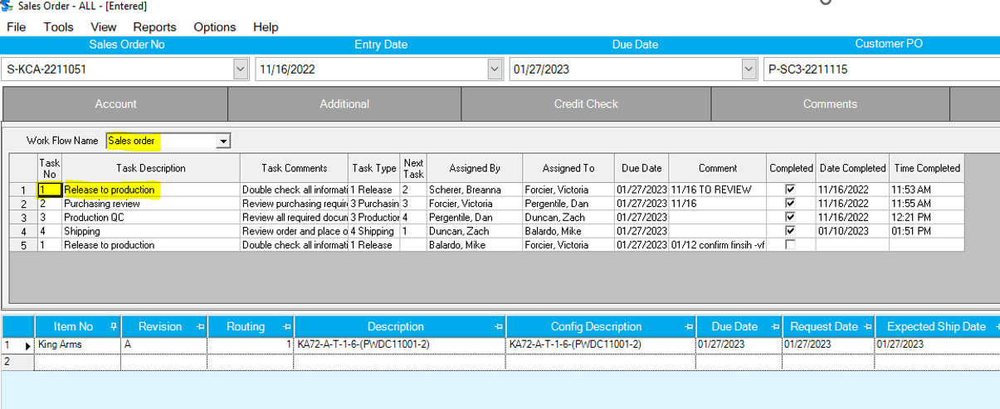 Sales Order - ALL - [Entered]
File Tools View Reports Options Help
Sales Order No Entry Date Due Date Customer PO
S-KCA-2211051 11/16/2022 01/27/2023 P-SC3-2211115
Account Additional Credit Check Comments
Work Flow Name Sales order
Task No Task Description Task Comments Task Type Next Task Assigned By Assigned To Due Date Comment Completed Date Completed Time Completed
1 1 Release to production Double check all informati 1 Release 2 Scherer, Breanna Forcier, Victoria 01/27/2023 11/16 TO REVIEW 11/16/2022 11:53 AM
2 2 Purchasing review Review purchasing requir 3 Purchasin 3 Forcier, Victoria Pergentile, Dan 01/27/2023 11/16 11/16/2022 11:55 AM
3 3 Production QC Review all required docum 3 Production 4 Pergentile, Dan Duncan, Zach 01/27/2023 11/16/2022 12:21 PM
4 4 Shipping Review order and place o 4 Shipping 1 Duncan, Zach Balardo, Mike 01/27/2023 01/10/2023 01:51 PM
5 1 Release to production Double check all informati 1 Release Balardo, Mike Forcier, Victoria 01/27/2023 01/12 confirm finsih -vf
Item No Revision Routing Description Config Description Due Date Request Date Expected Ship Date
1 King Arms A 1 KA72-A-T-1-6-(PWDC11001-2) KA72-A-T-1-6-(PWDC11001-2) 01/27/2023 01/27/2023 01/27/2023
2